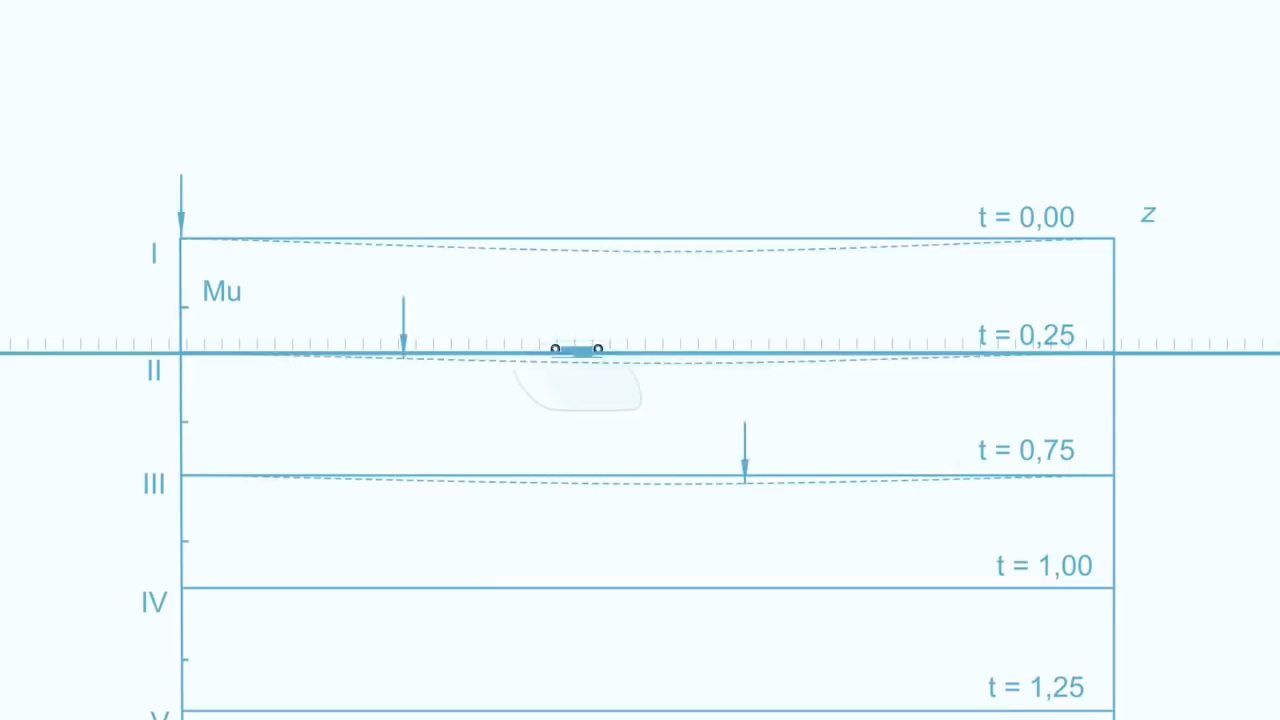 t = 0,00
z
I
Mu
t = 0,25
II
t = 0,75
III
t = 1,00
IV
t = 1,25
V